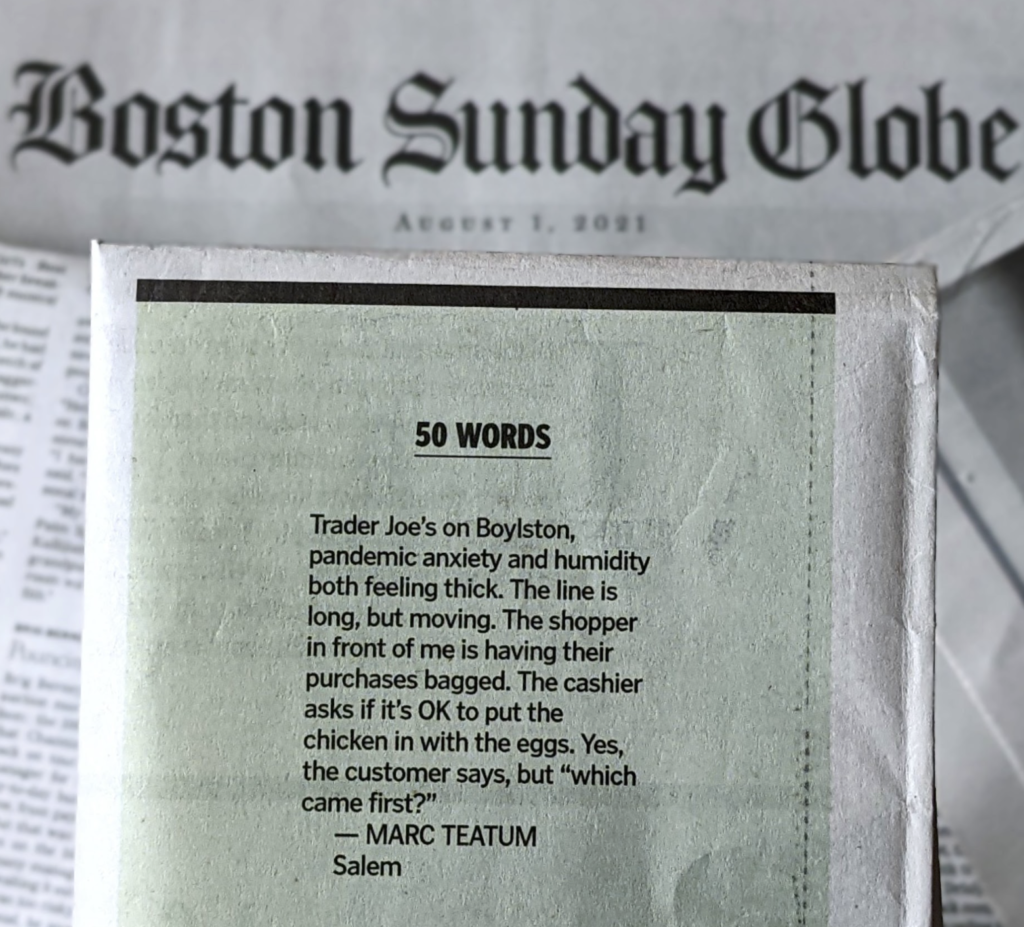 Boston Sunday Globe
AUGUST 1, 2021
50 WORDS
Trader Joe's on Boylston,
pandemic anxiety and humidity
both feeling thick. The line is
long, but moving. The shopper
in front of me is having their
purchases bagged. The cashier
asks if it's OK to put the
chicken in with the eggs. Yes,
the customer says, but “which
came first?”
— MARC TEATUM
Salem